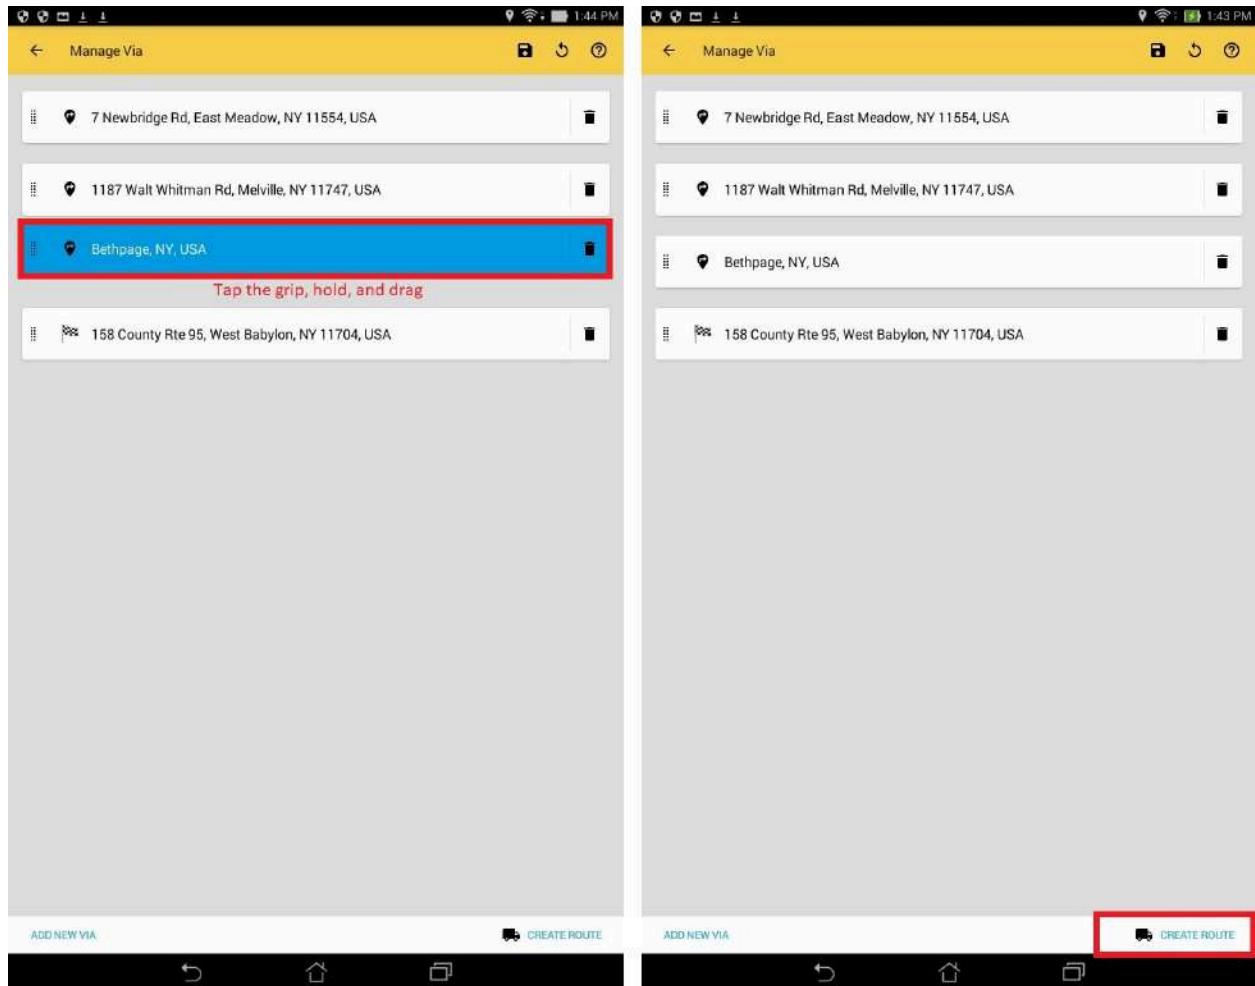 1:44 PM
Manage Via
7 Newbridge Rd, East Meadow, NY 11554, USA
1187 Walt Whitman Rd, Melville, NY 11747, USA
Bethpage, NY, USA
Tap the grip, hold, and drag
158 County Rte 95, West Babylon, NY 11704, USA
ADD NEW VIA
CREATE ROUTE
1:43 PM
Manage Via
7 Newbridge Rd, East Meadow, NY 11554, USA
1187 Walt Whitman Rd, Melville, NY 11747, USA
Bethpage, NY, USA
158 County Rte 95, West Babylon, NY 11704, USA
ADD NEW VIA
CREATE ROUTE